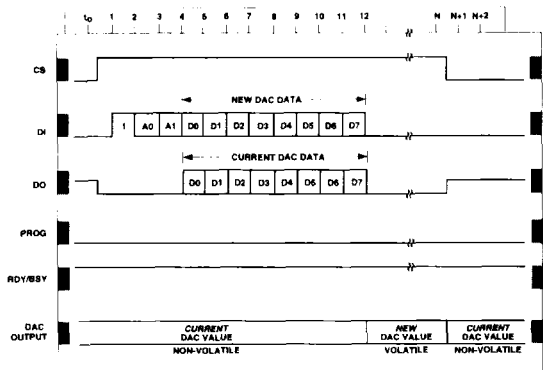 to 1 2 3 4 5 6 7 8 9 10 11 12 N N+1 N+2
CS
NEW DAC DATA
DI 1 A0 A1 D0 D1 D2 D3 D4 D5 D6 D7
CURRENT DAC DATA
DO D0 D1 D2 D3 D4 D5 D6 D7
PROG
RDY/BSY
DAC OUTPUT
CURRENT DAC VALUE
NEW DAC VALUE
CURRENT DAC VALUE
NON-VOLATILE VOLATILE NON-VOLATILE